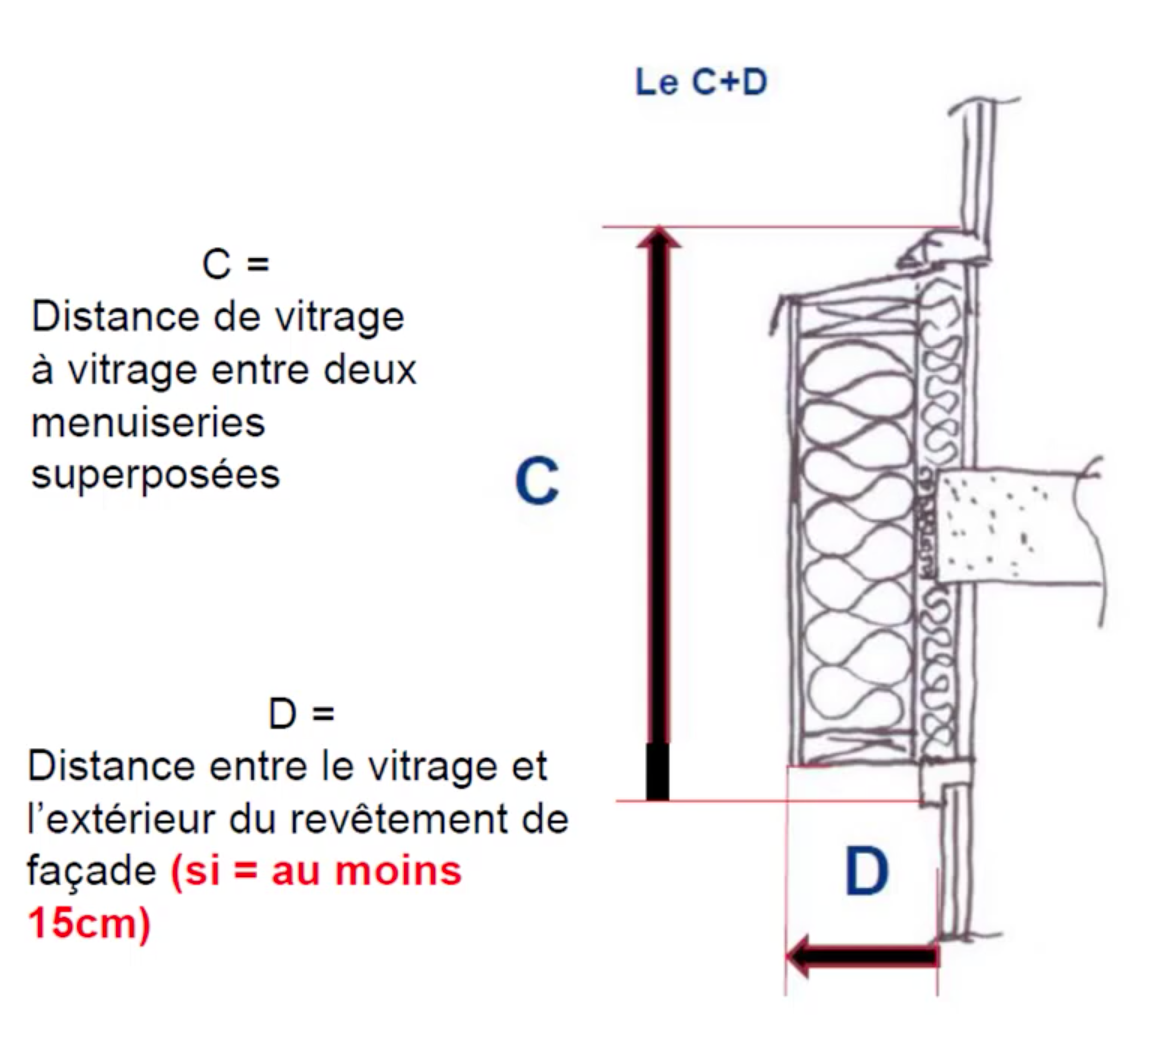 Le C+D
C =
Distance de vitrage
à vitrage entre deux
menuiseries
superposées
C
D =
Distance entre le vitrage et
l'extérieur du revêtement de
façade (si = au moins
15cm)
D